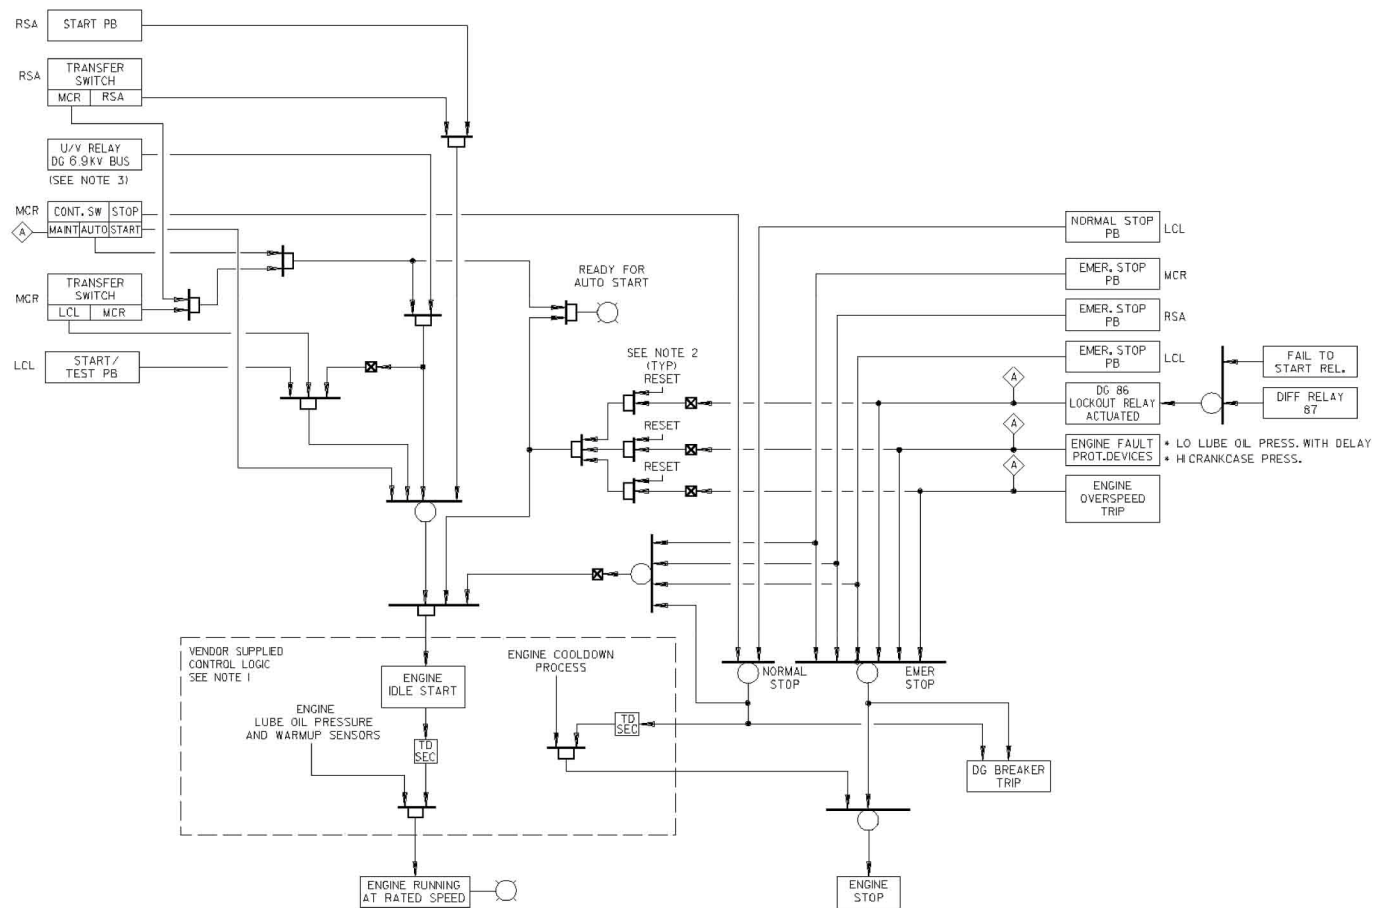 RSA
START PB
RSA
TRANSFER
SWITCH
MCR
RSA
U/V RELAY
DG 6.9KV BUS
(SEE NOTE 3)
MCR
CONT. SW
STOP
A
MAINT
AUTO
START
MCR
TRANSFER
SWITCH
LCL
MCR
LCL
START/
TEST PB
READY FOR
AUTO START
SEE NOTE 2
(TYP)
RESET
RESET
RESET
NORMAL STOP
PB
LCL
EMER. STOP
PB
MCR
EMER. STOP
PB
RSA
EMER. STOP
PB
LCL
A
DG 86
LOCKOUT RELAY
ACTUATED
FAIL TO
START REL.
DIFF RELAY
87
A
ENGINE FAULT
PROT.DEVICES
* LO LUBE OIL PRESS. WITH DELAY
* HI CRANKCASE PRESS.
A
ENGINE
OVERSPEED
TRIP
VENDOR SUPPLIED
CONTROL LOGIC
SEE NOTE 1
ENGINE
IDLE START
ENGINE COOLDOWN
PROCESS
NORMAL
STOP
EMER
STOP
ENGINE
LUBE OIL PRESSURE
AND WARMUP SENSORS
TD
SEC
TD
SEC
DG BREAKER
TRIP
ENGINE RUNNING
AT RATED SPEED
ENGINE
STOP